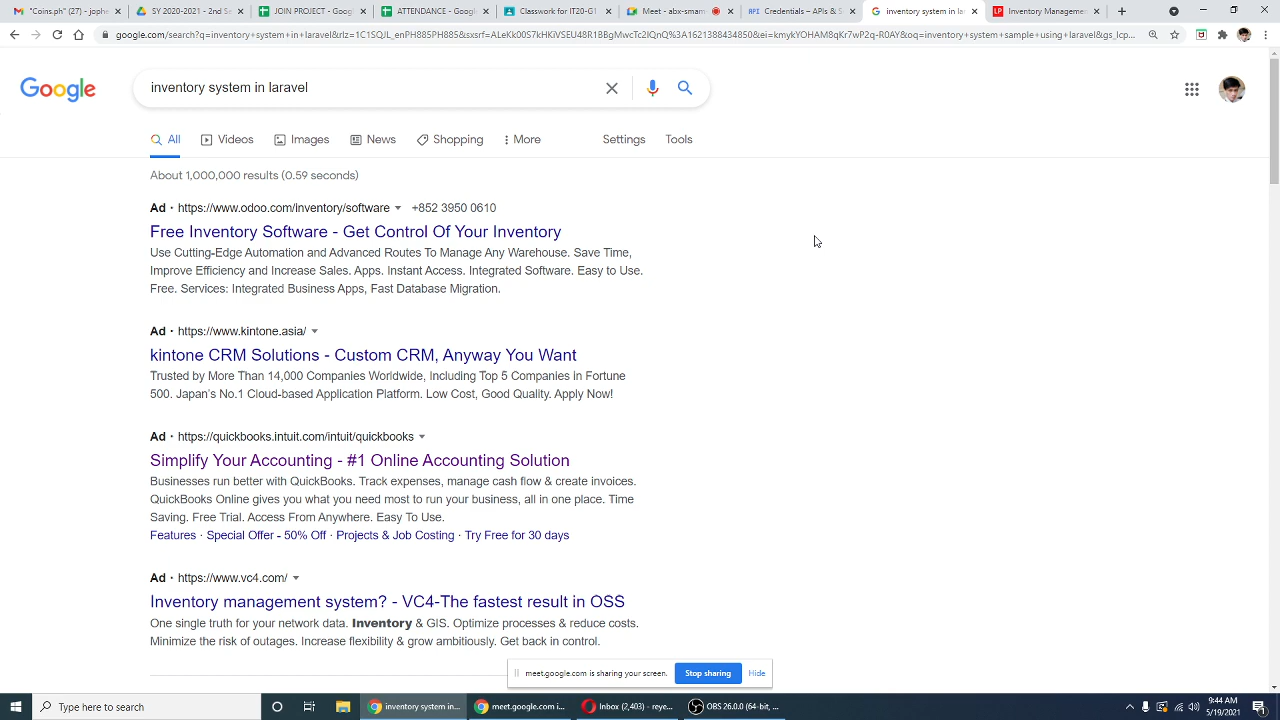 "Coins.ph" (27) - jophe
SY 2020-2021 - 2nd Se
JOIN PROJECT - Goog
ATTENDANCE - Google
Classwork for IT20-G1
Meet - abx-smam
Credentials – APIs & S
inventory system in la
Inventory Managemen
google.com/search?q=inventory+system+in+laravel&rlz=1C1SQJL_enPH885PH885&sxsrf=
Google
inventory system in laravel
All
Videos
Images
News
Shopping
More
Settings
Tools
About 1,000,000 results (0.59 seconds)
Ad · https://www.odoo.com/inventory/software +852 3950 0610
Free Inventory Software - Get Control Of Your Inventory
Use Cutting-Edge Automation and Advanced Routes To Manage Any Warehouse. Save Time,
Improve Efficiency and Increase Sales. Apps. Instant Access. Integrated Software. Easy to Use.
Free. Services: Integrated Business Apps, Fast Database Migration.
Ad · https://www.kintone.asia/
kintone CRM Solutions - Custom CRM, Anyway You Want
Trusted by More Than 14,000 Companies Worldwide, Including Top 5 Companies in Fortune
500. Japan's No.1 Cloud-based Application Platform. Low Cost, Good Quality. Apply Now!
Ad · https://quickbooks.intuit.com/intuit/quickbooks
Simplify Your Accounting - #1 Online Accounting Solution
Businesses run better with QuickBooks. Track expenses, manage cash flow & create invoices.
QuickBooks Online gives you what you need most to run your business, all in one place. Time
Saving. Free Trial. Access From Anywhere. Easy To Use.
Features · Special Offer - 50% Off · Projects & Job Costing · Try Free for 30 days
Ad · https://www.vc4.com/
Inventory management system? - VC4-The fastest result in OSS
One single truth for your network data. Inventory & GIS. Optimize processes & reduce costs.
Minimize the risk of outages. Increase flexibility & grow ambitiously. Get back in control.
meet.google.com is sharing your screen.
Stop sharing
Hide
Type here to search
inventory system in...
meet.google.com i...
Inbox (2,403) - reye...
OBS 26.0.0 (64-bit, ...
9:44 AM
5/19/2021